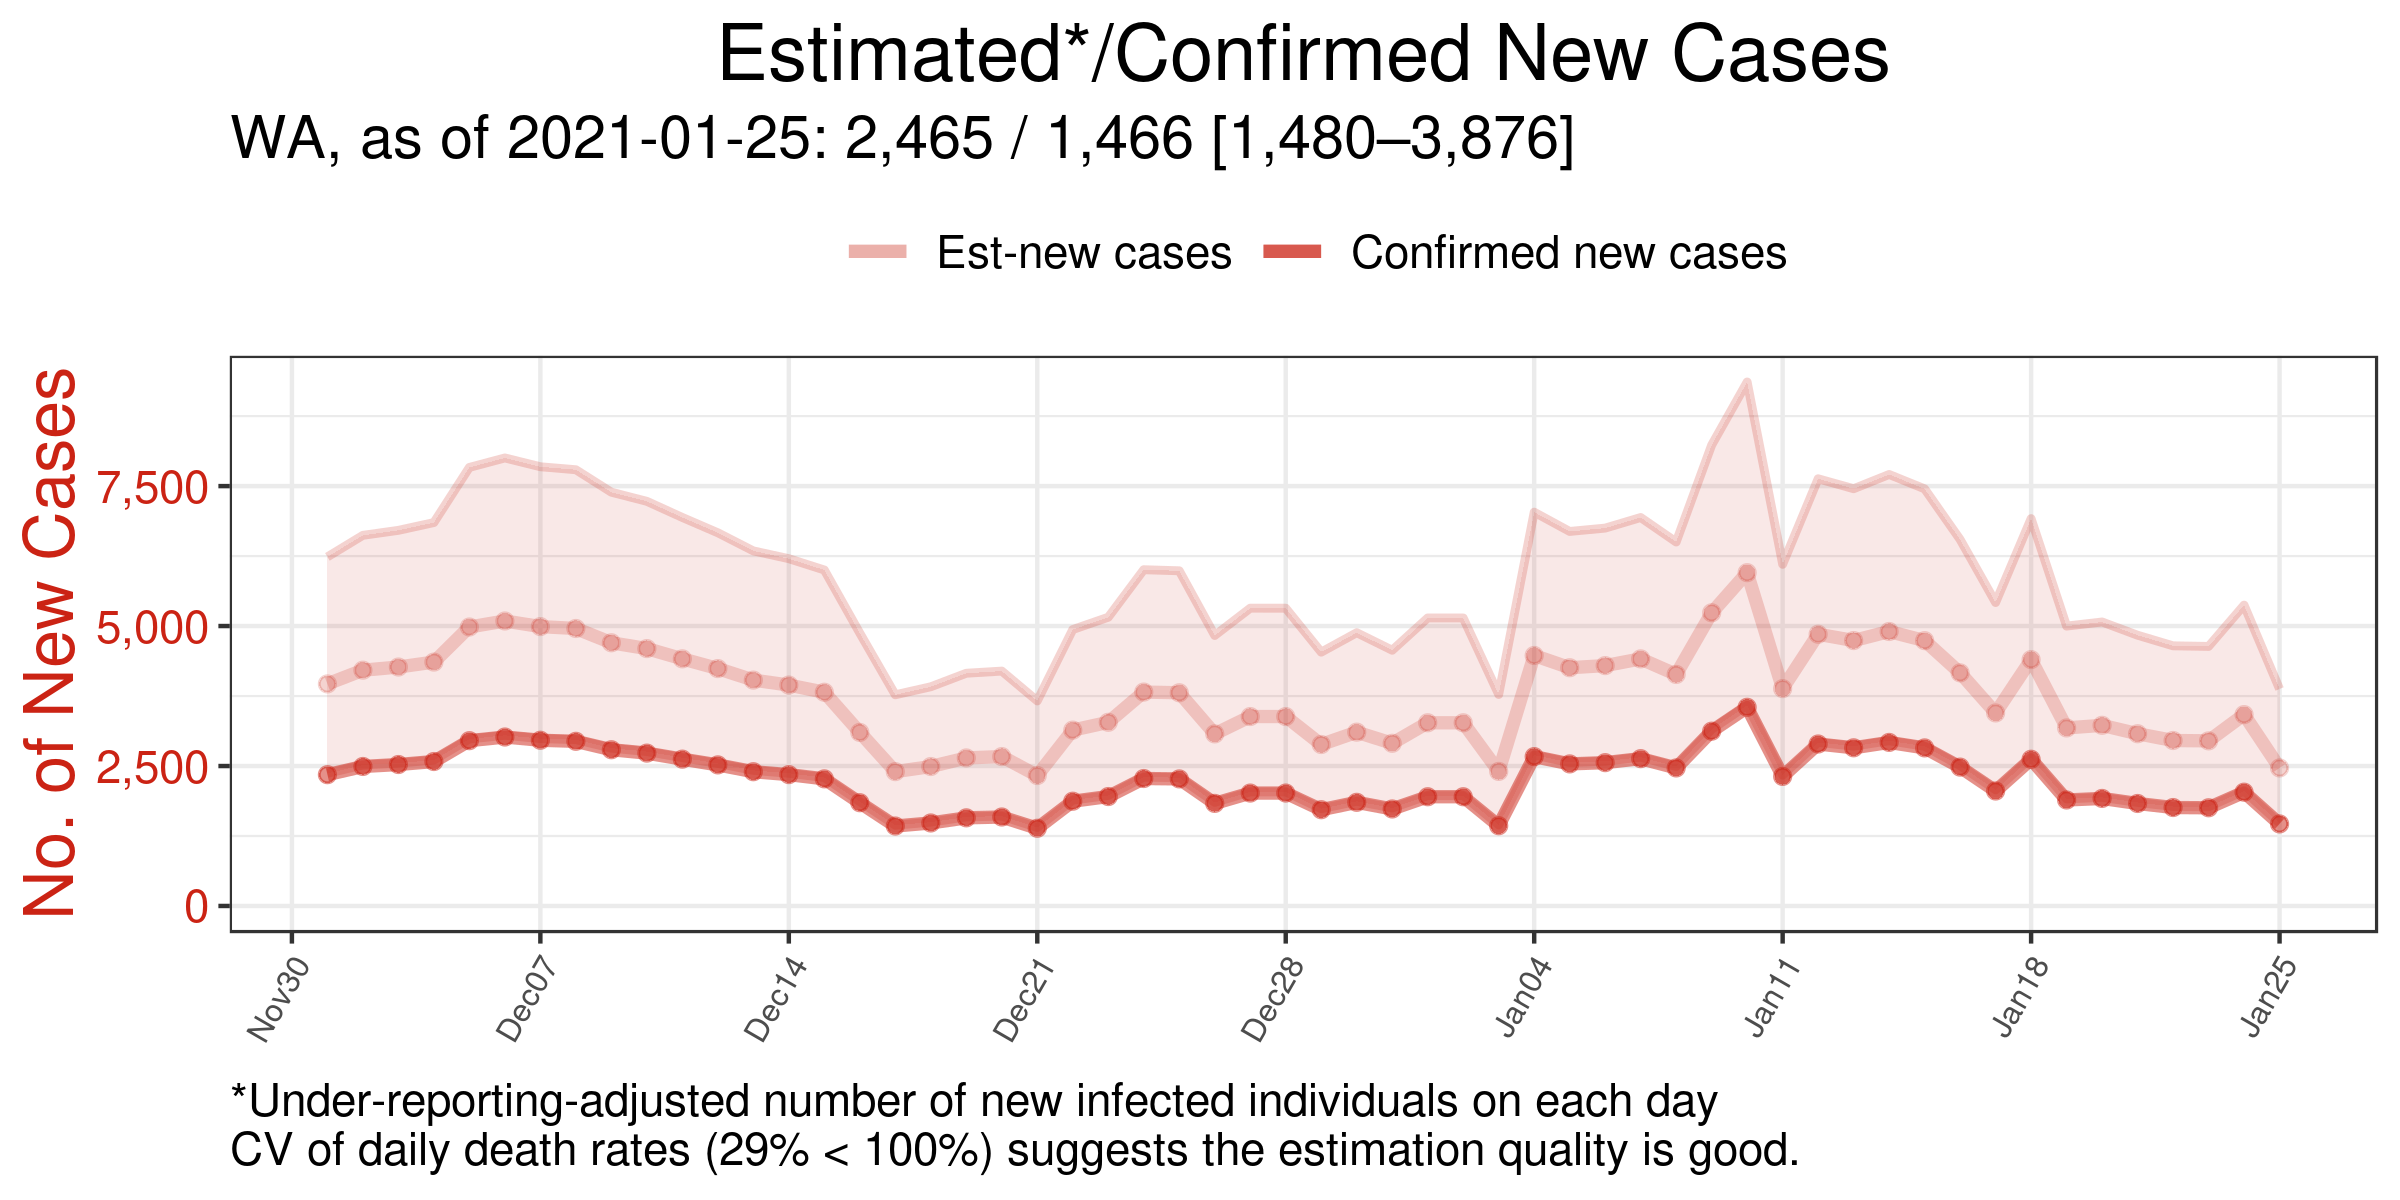 Estimated*/Confirmed New Cases
WA, as of 2021-01-25: 2,465 / 1,466 [1,480–3,876]
Est-new cases
Confirmed new cases
No. of New Cases
7,500
5,000
2,500
0
Nov30
Dec07
Dec14
Dec21
Dec28
Jan04
Jan11
Jan18
Jan25
*Under-reporting-adjusted number of new infected individuals on each day
CV of daily death rates (29% < 100%) suggests the estimation quality is good.